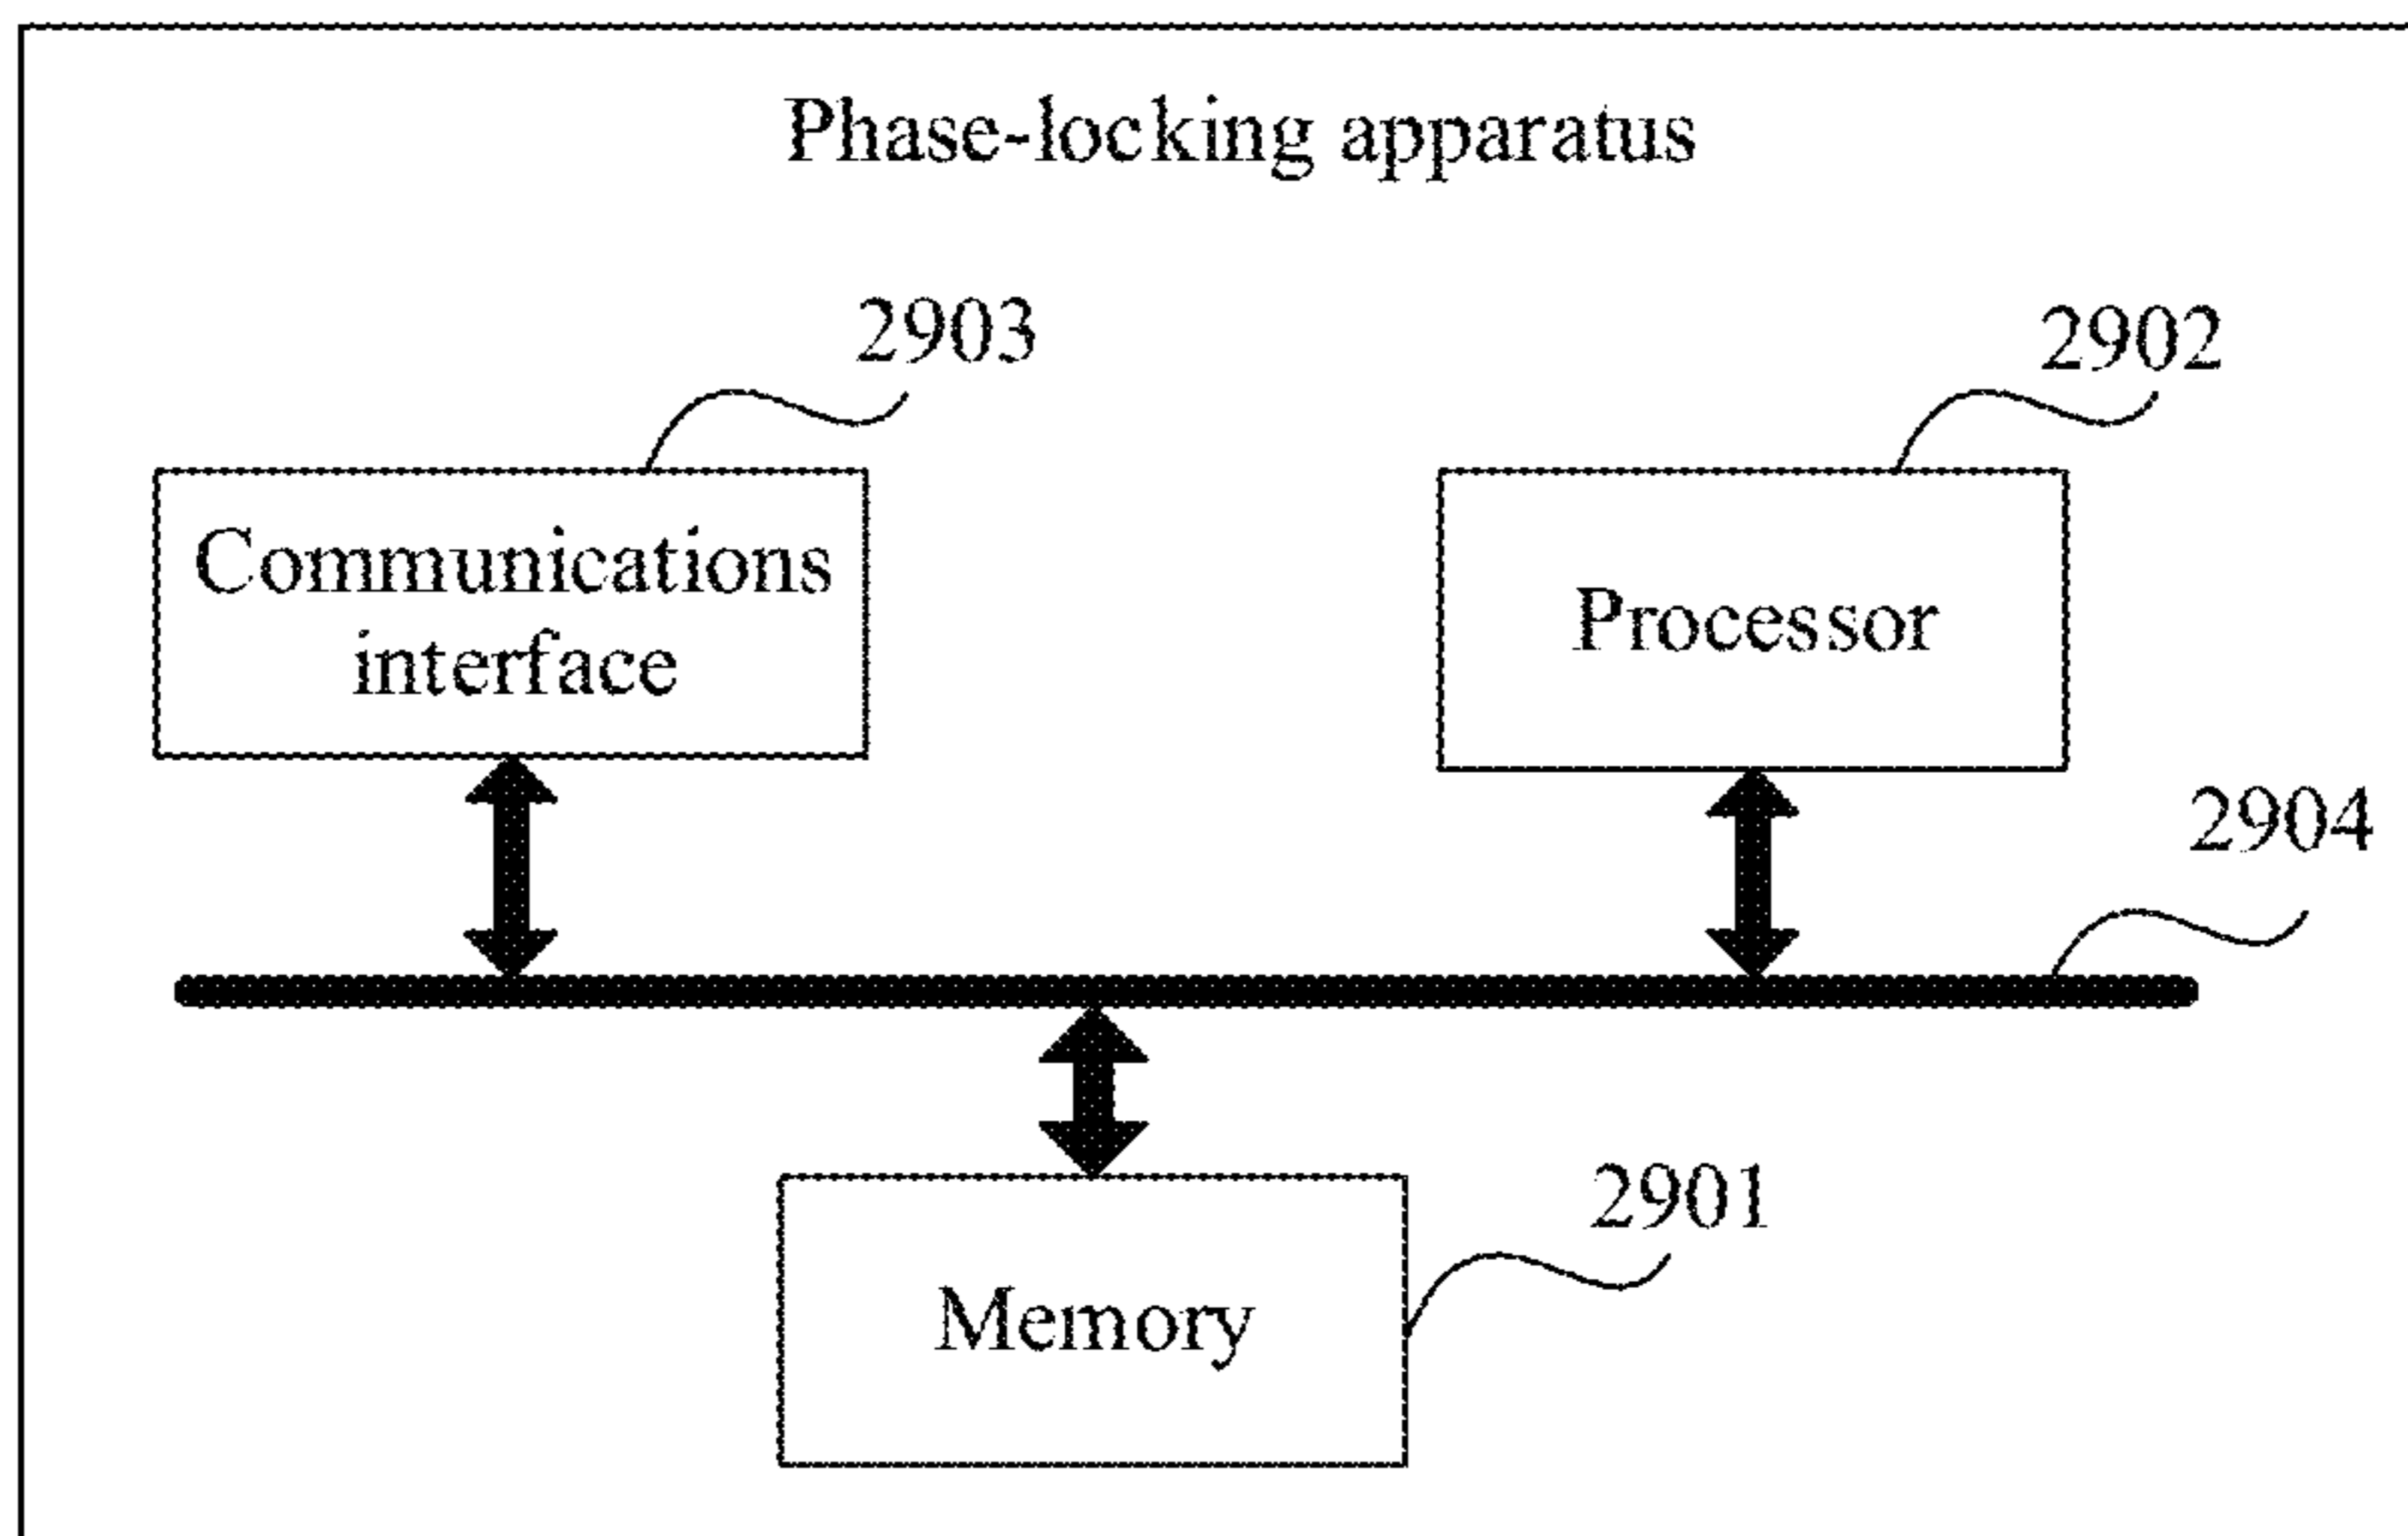 Phase-locking apparatus
2903
2902
Communications
interface
Processor
2904
2901
Memory